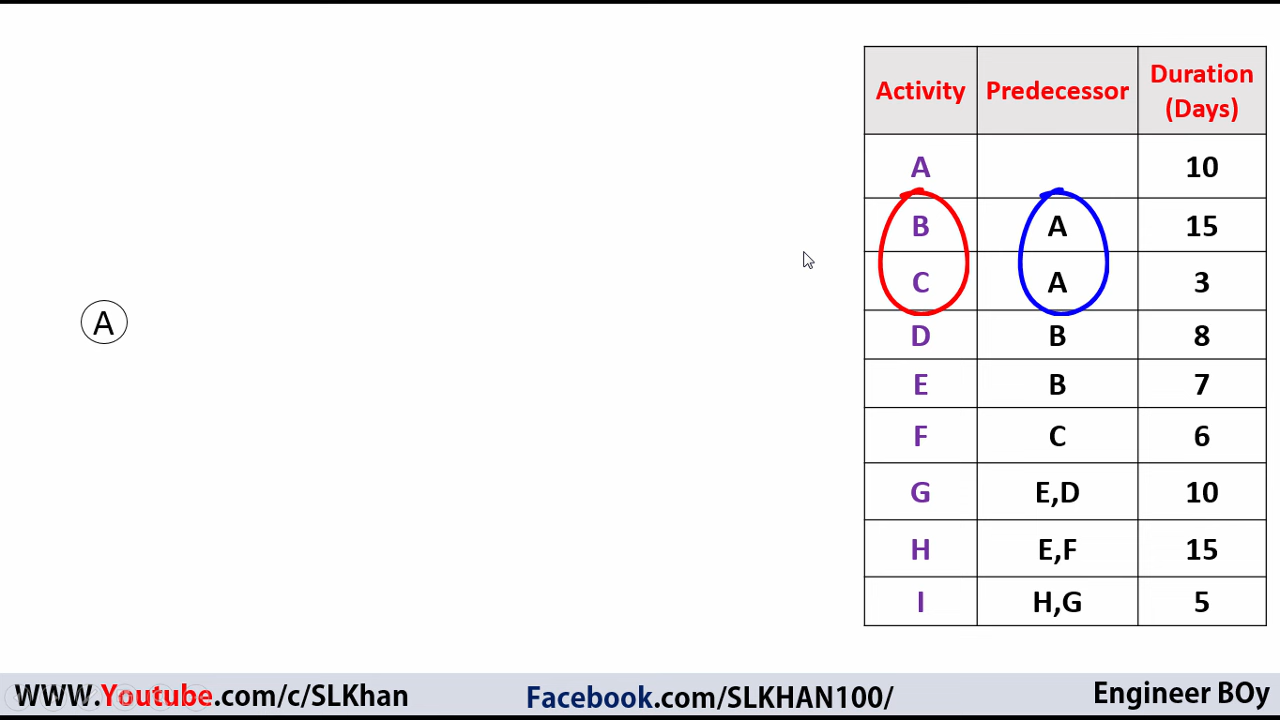 Activity Predecessor Duration (Days)
A 10
B A 15
C A 3
D B 8
E B 7
F C 6
G E,D 10
H E,F 15
I H,G 5
A
WWW.Youtube.com/c/SLKhan
Facebook.com/SLKHAN100/
Engineer BOy